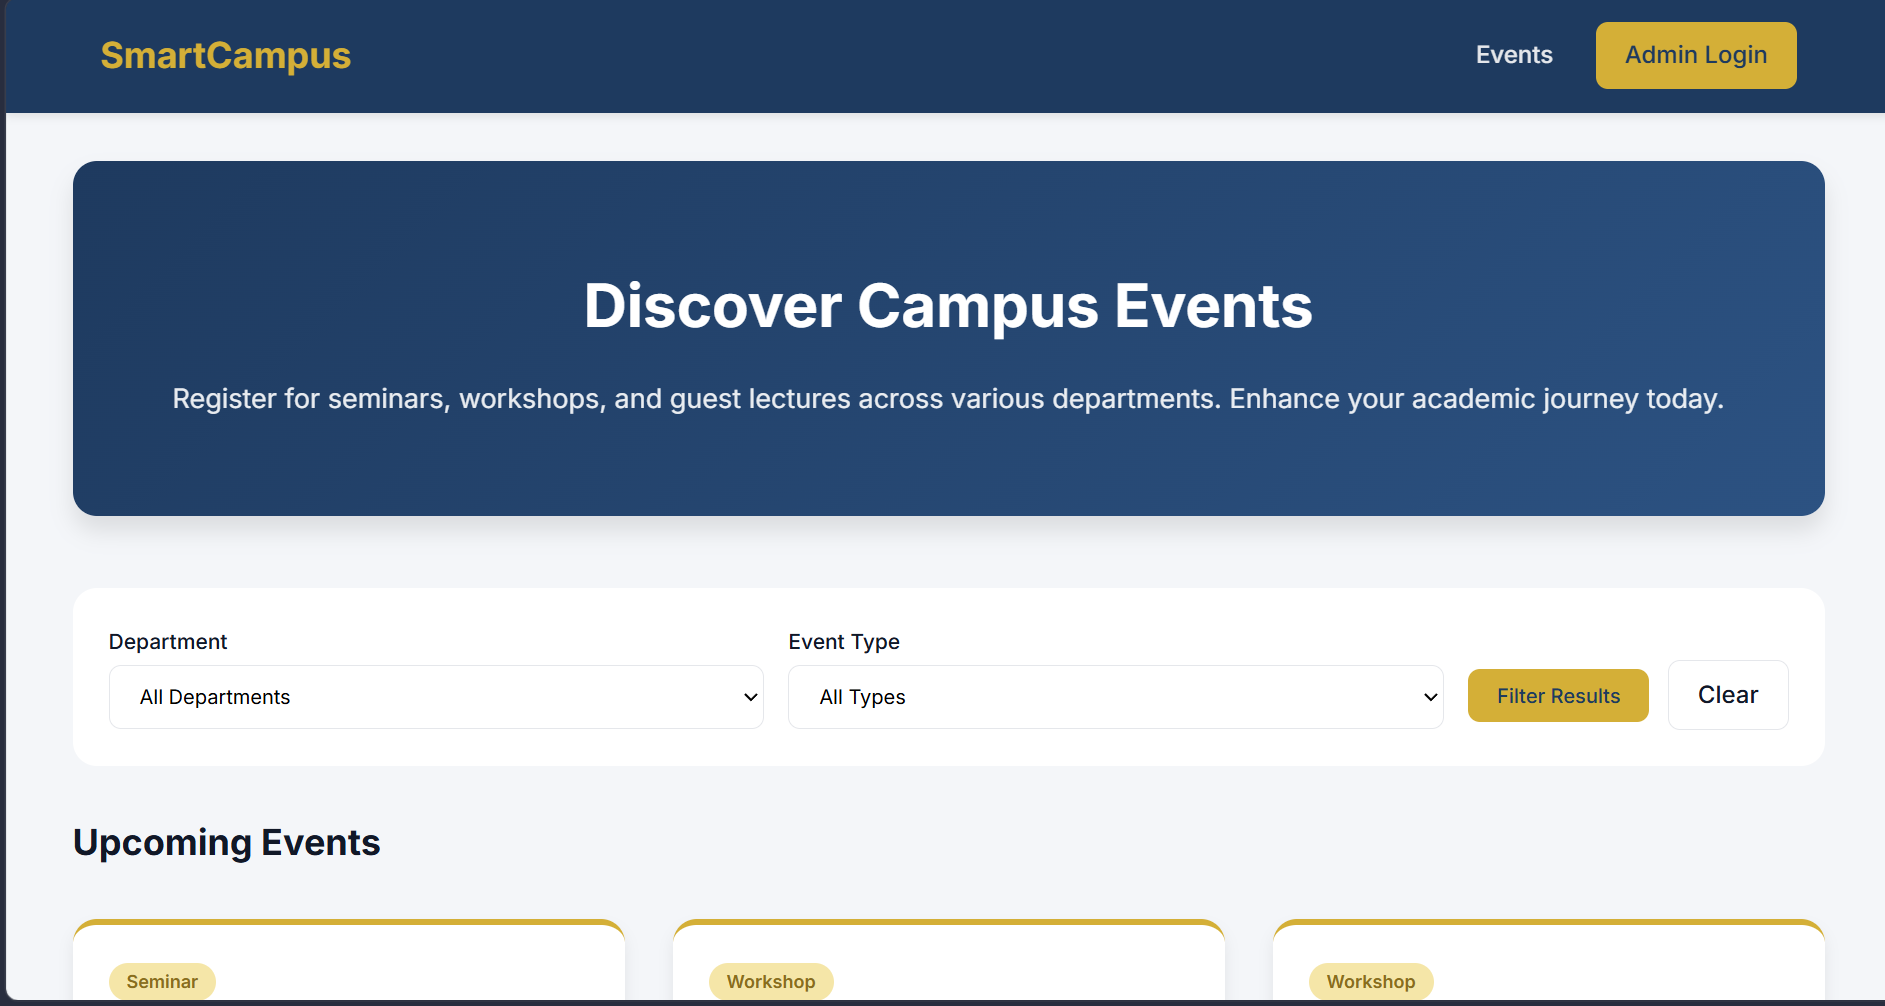 SmartCampus
Events
Admin Login
Discover Campus Events
Register for seminars, workshops, and guest lectures across various departments. Enhance your academic journey today.
Department
Event Type
All Departments
All Types
Filter Results
Clear
Upcoming Events
Seminar
Workshop
Workshop